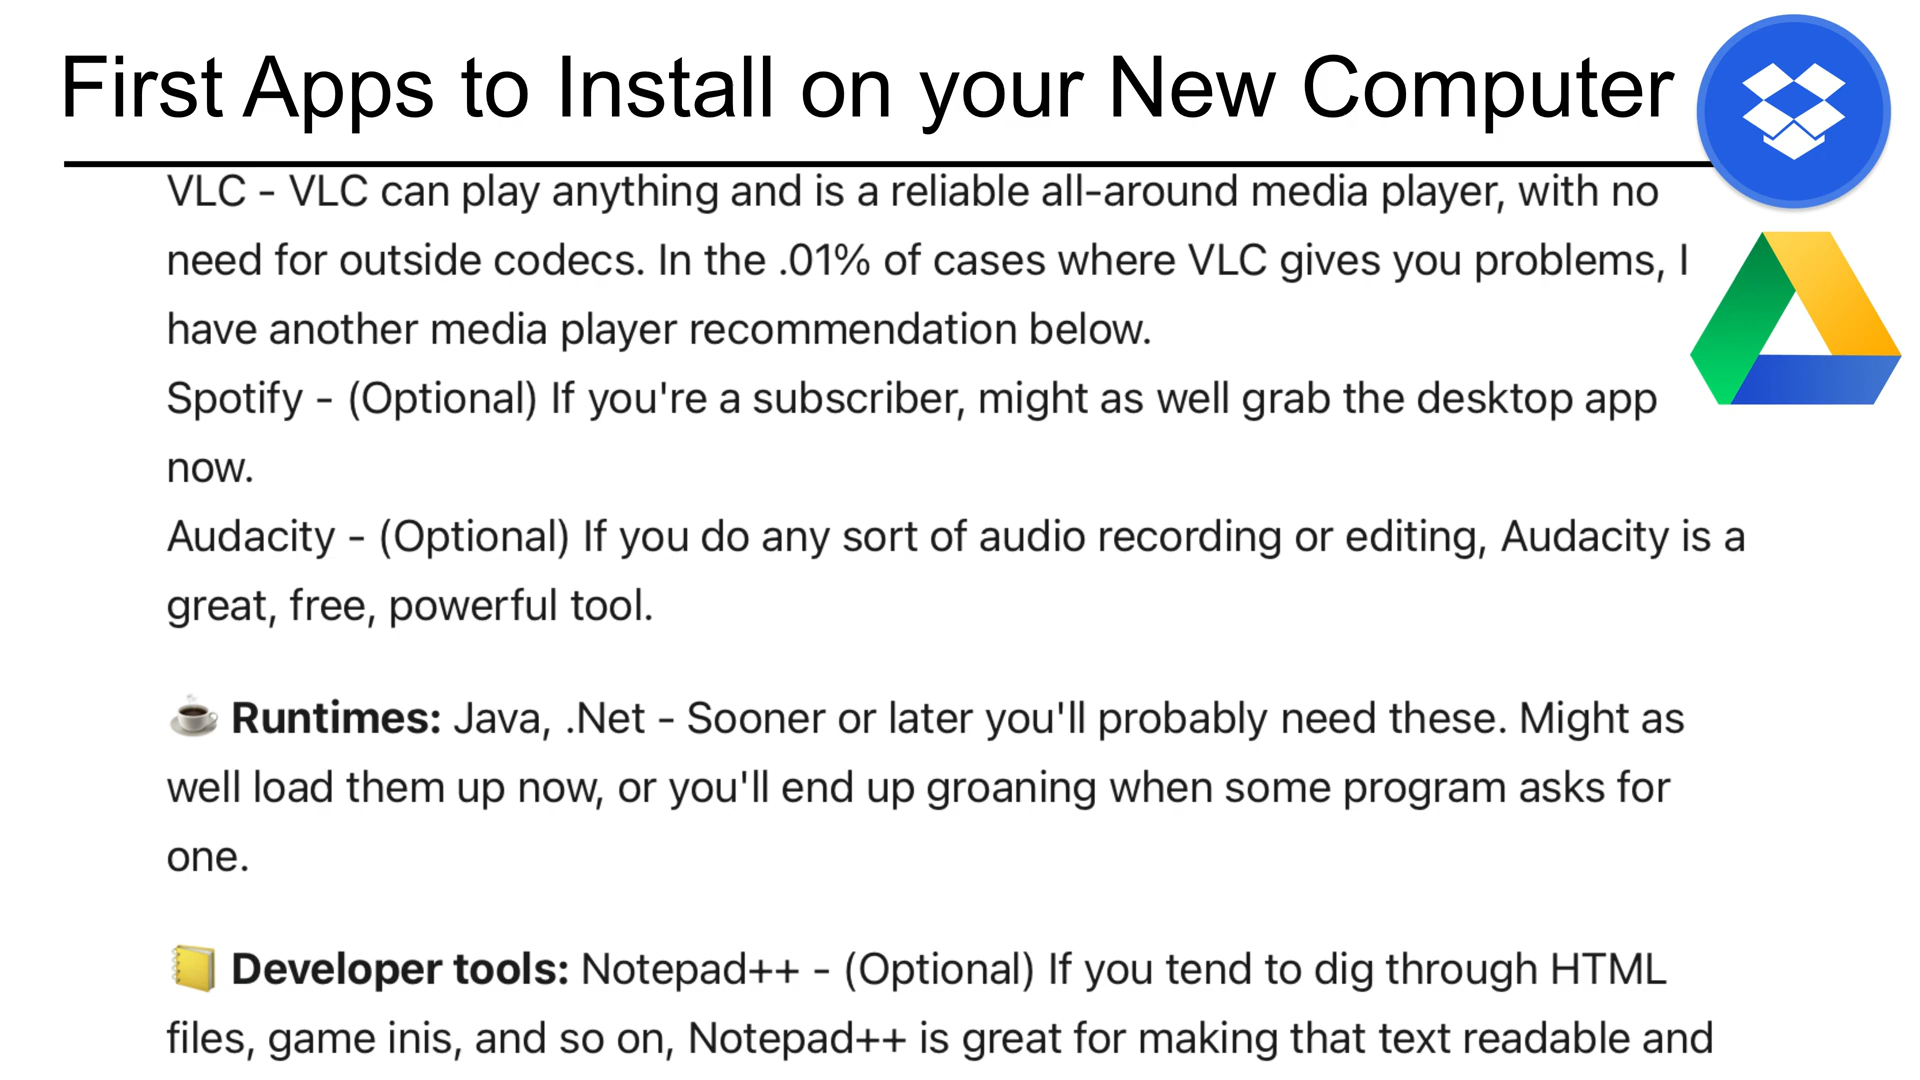 First Apps to Install on your New Computer
VLC - VLC can play anything and is a reliable all-around media player, with no
need for outside codecs. In the .01% of cases where VLC gives you problems, I
have another media player recommendation below.
Spotify - (Optional) If you're a subscriber, might as well grab the desktop app
now.
Audacity - (Optional) If you do any sort of audio recording or editing, Audacity is a
great, free, powerful tool.
☕ Runtimes: Java, .Net - Sooner or later you'll probably need these. Might as
well load them up now, or you'll end up groaning when some program asks for
one.
📒 Developer tools: Notepad++ - (Optional) If you tend to dig through HTML
files, game inis, and so on, Notepad++ is great for making that text readable and